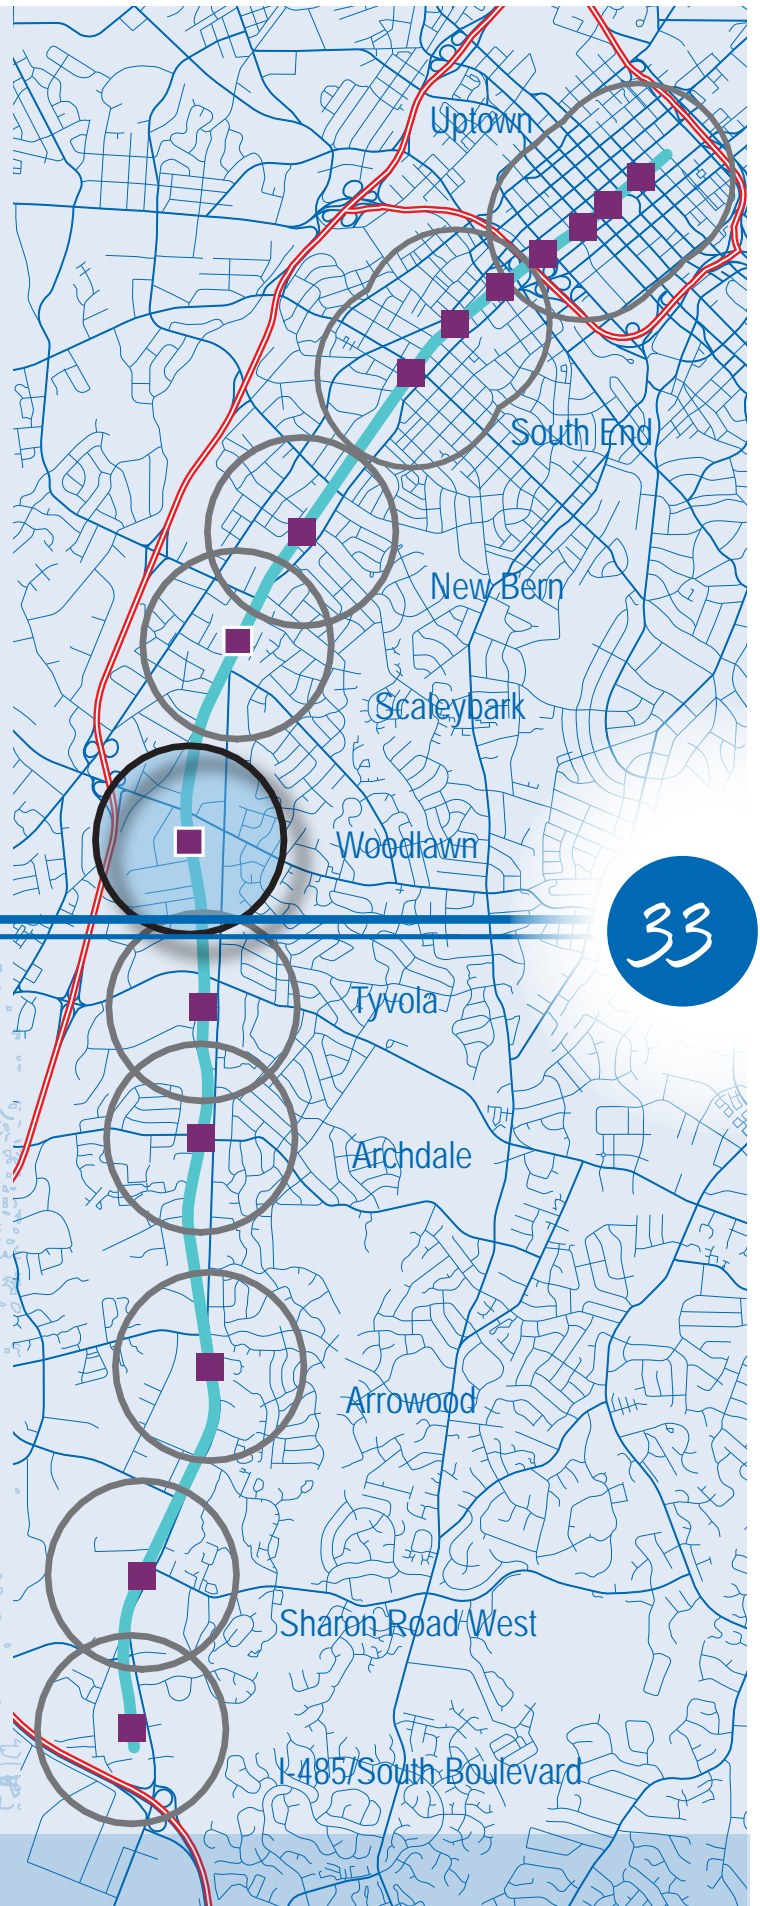 Uptown
South End
New Bern
Scaleybark
Woodlawn
33
Tyvola
Archdale
Arrowood
Sharon Road West
I-485/South Boulevard